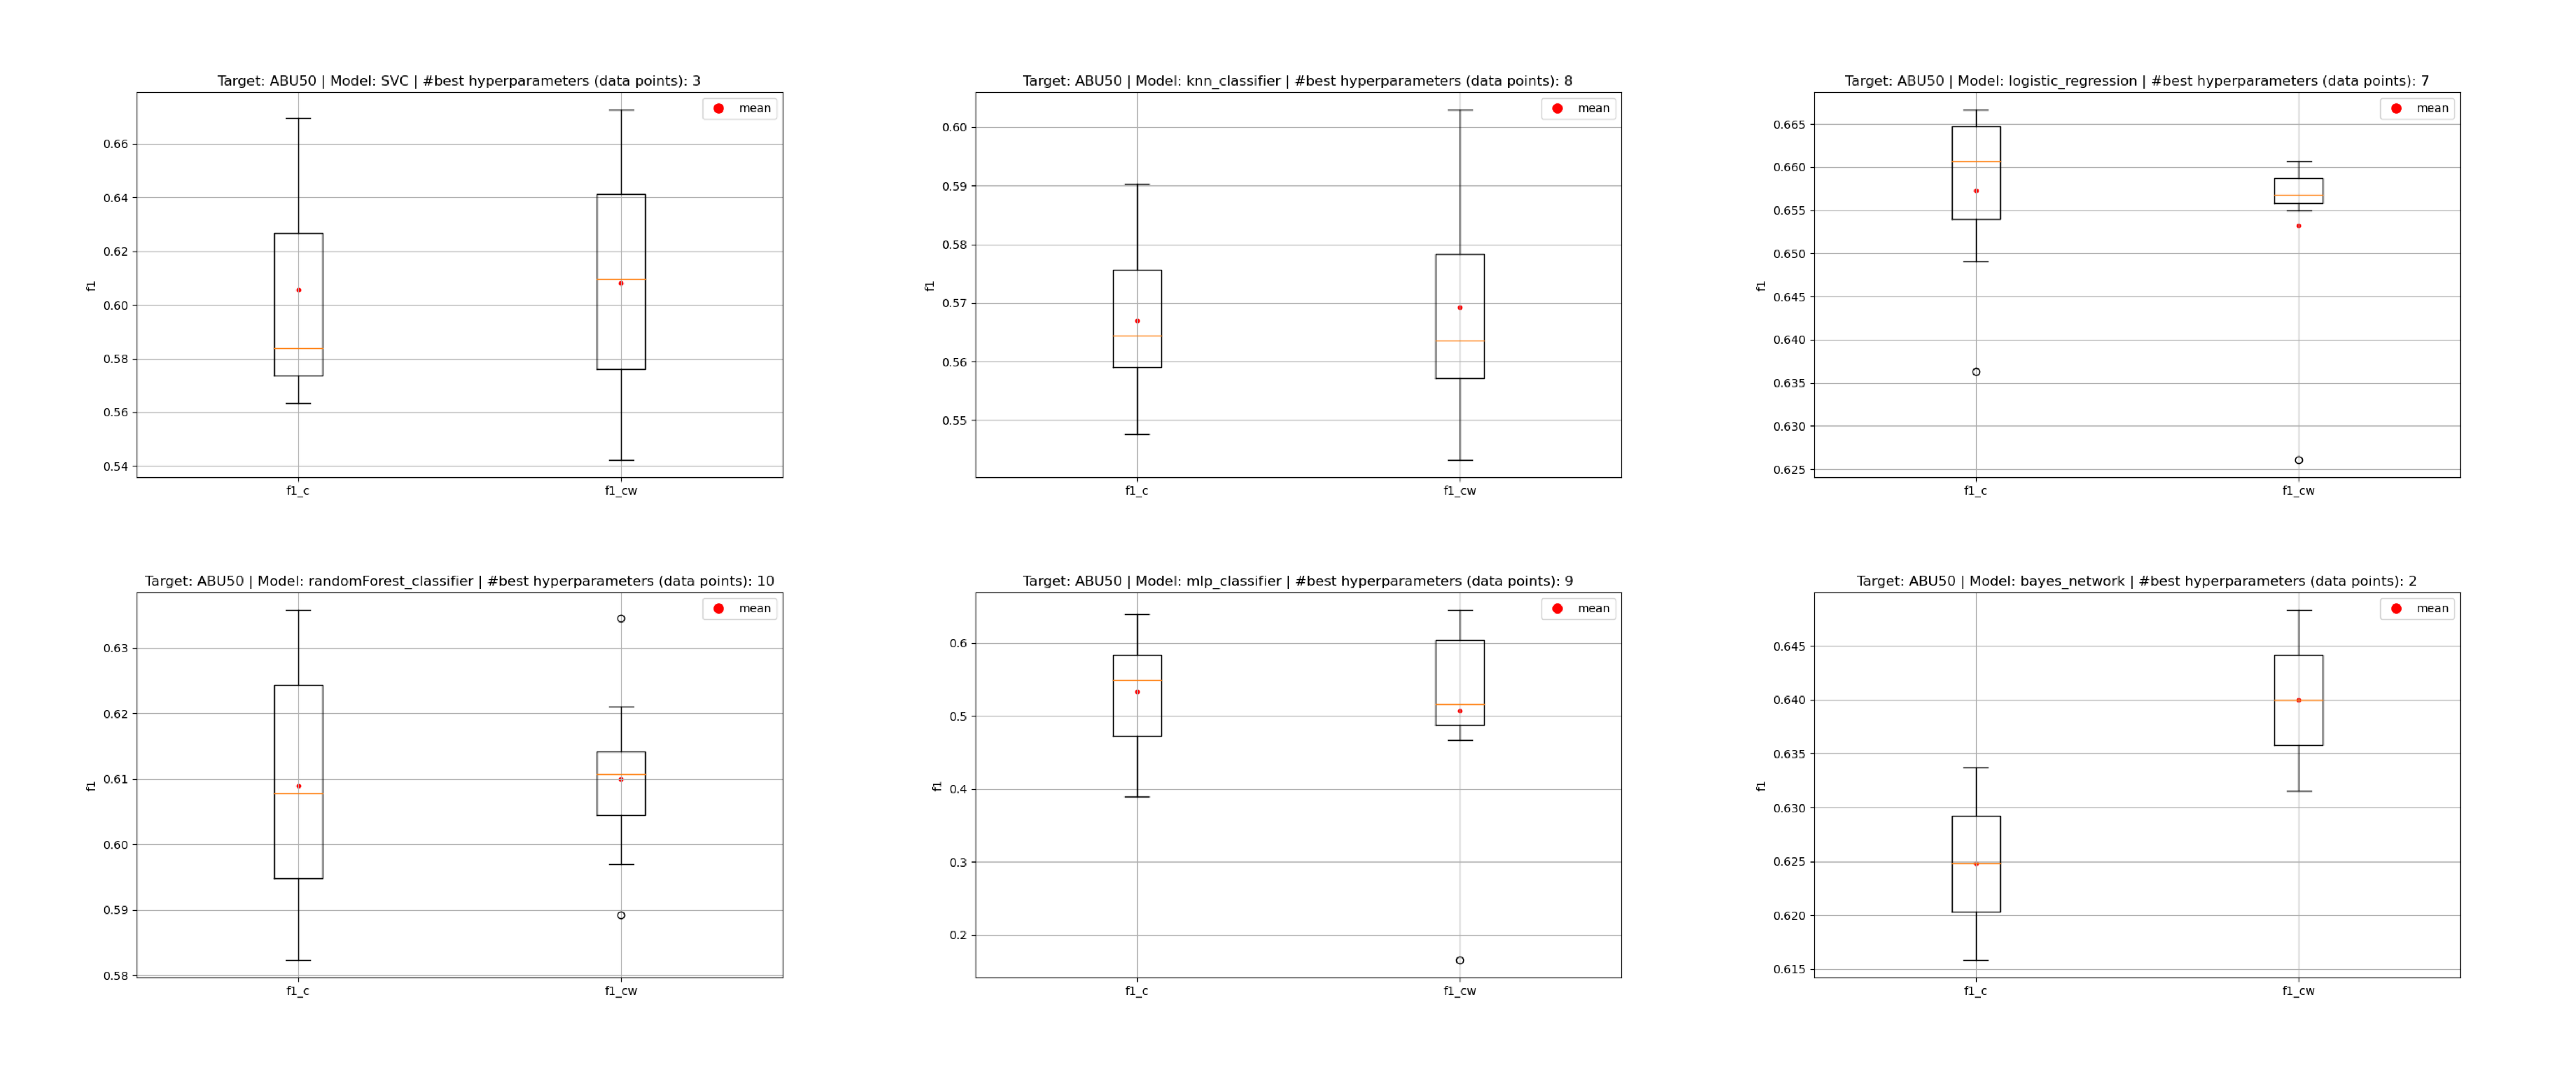 Target: ABU50 | Model: SVC | #best hyperparameters (data points): 3
mean
0.66
0.64
0.62
0.60
0.58
0.56
0.54
f1
f1_c
f1_cw
Target: ABU50 | Model: knn_classifier | #best hyperparameters (data points): 8
mean
0.60
0.59
0.58
0.57
0.56
0.55
f1
f1_c
f1_cw
Target: ABU50 | Model: logistic_regression | #best hyperparameters (data points): 7
mean
0.665
0.660
0.655
0.650
0.645
0.640
0.635
0.630
0.625
f1
f1_c
f1_cw
Target: ABU50 | Model: randomForest_classifier | #best hyperparameters (data points): 10
mean
0.63
0.62
0.61
0.60
0.59
0.58
f1
f1_c
f1_cw
Target: ABU50 | Model: mlp_classifier | #best hyperparameters (data points): 9
mean
0.6
0.5
0.4
0.3
0.2
f1
f1_c
f1_cw
Target: ABU50 | Model: bayes_network | #best hyperparameters (data points): 2
mean
0.645
0.640
0.635
0.630
0.625
0.620
0.615
f1
f1_c
f1_cw